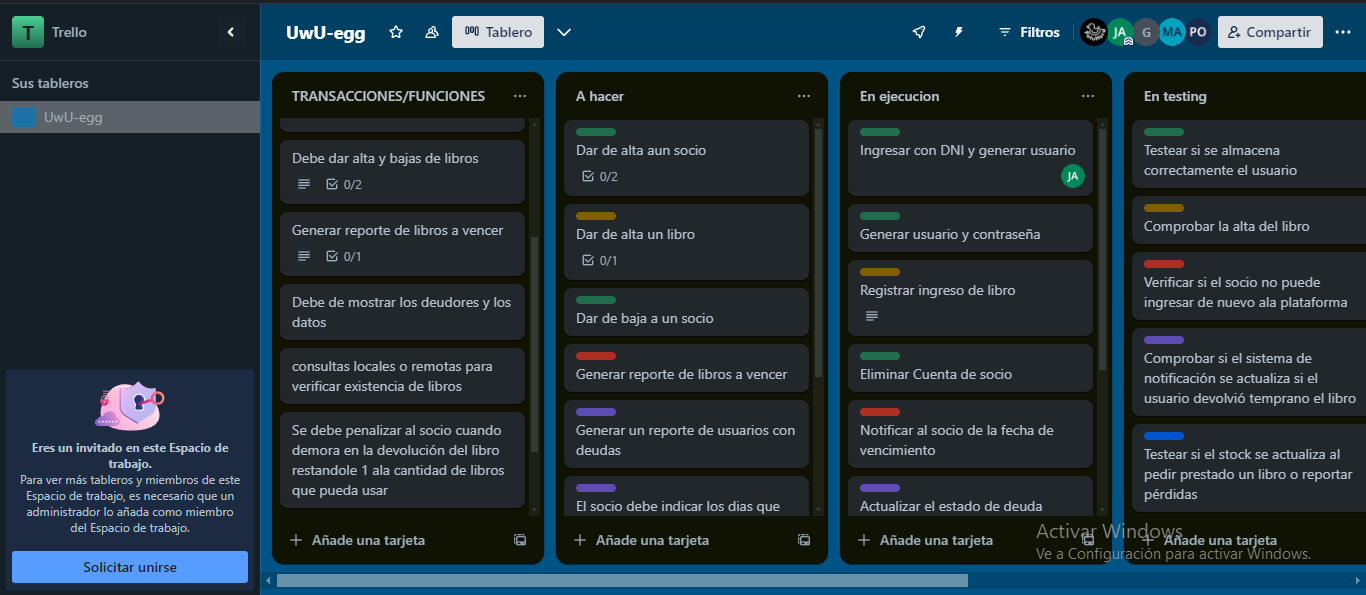 T Trello
Sus tableros
UwU-egg
Eres un invitado en este Espacio de
trabajo.
Para ver más tableros y miembros de este
Espacio de trabajo, es necesario que un
administrador lo añada como miembro
del Espacio de trabajo.
Solicitar unirse
UwU-egg
Tablero
Filtros
JA
G
MA
PO
Compartir
TRANSACCIONES/FUNCIONES
Debe dar alta y bajas de libros
0/2
Generar reporte de libros a vencer
0/1
Debe de mostrar los deudores y los
datos
consultas locales o remotas para
verificar existencia de libros
Se debe penalizar al socio cuando
demora en la devolución del libro
restandole 1 ala cantidad de libros
que pueda usar
Añade una tarjeta
A hacer
Dar de alta aun socio
0/2
Dar de alta un libro
0/1
Dar de baja a un socio
Generar reporte de libros a vencer
Generar un reporte de usuarios con
deudas
El socio debe indicar los dias que
Añade una tarjeta
En ejecucion
Ingresar con DNI y generar usuario
JA
Generar usuario y contraseña
Registrar ingreso de libro
Eliminar Cuenta de socio
Notificar al socio de la fecha de
vencimiento
Actualizar el estado de deuda
Añade una tarjeta
En testing
Testear si se almacena
correctamente el usuario
Comprobar la alta del libro
Verificar si el socio no puede
ingresar de nuevo ala plataforma
Comprobar si el sistema de
notificación se actualiza si el
usuario devolvió temprano el libro
Testear si el stock se actualiza al
pedir prestado un libro o reportar
pérdidas
Añade una tarjeta
Activar Windows
Ve a Configuración para activar Windows.